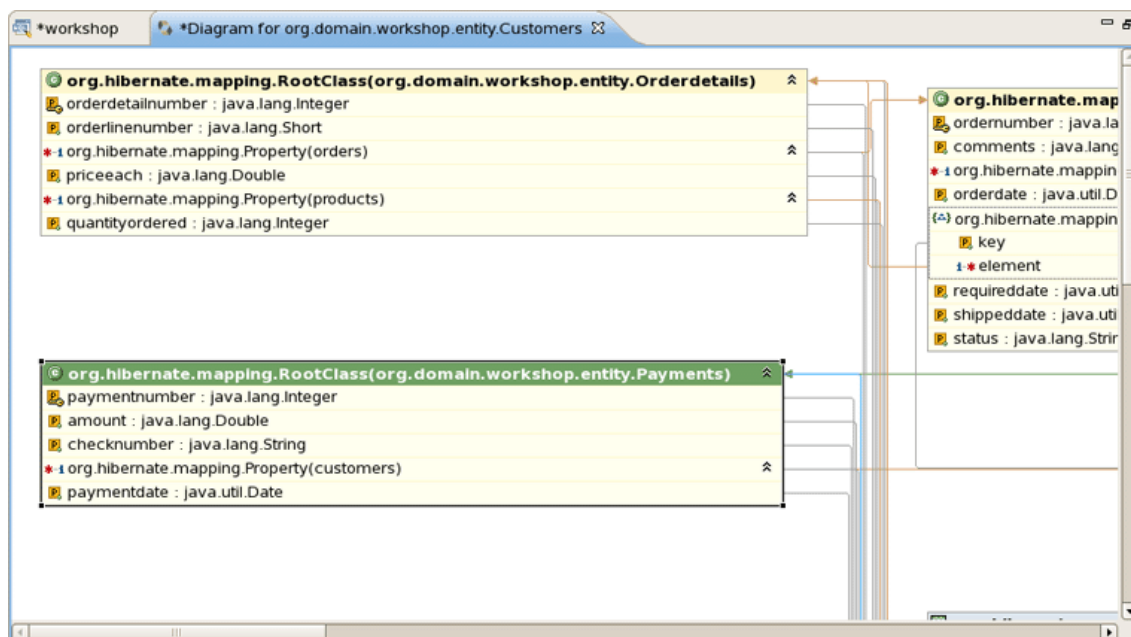 *workshop
*Diagram for org.domain.workshop.entity.Customers
org.hibernate.mapping.RootClass(org.domain.workshop.entity.Orderdetails)
orderdetailnumber : java.lang.Integer
orderlinenumber : java.lang.Short
org.hibernate.mapping.Property(orders)
priceeach : java.lang.Double
org.hibernate.mapping.Property(products)
quantityordered : java.lang.Integer
org.hibernate.map
ordernumber : java.la
comments : java.lang
org.hibernate.mappin
orderdate : java.util.D
org.hibernate.mappin
key
element
requireddate : java.uti
shippeddate : java.uti
status : java.lang.Strin
org.hibernate.mapping.RootClass(org.domain.workshop.entity.Payments)
paymentnumber : java.lang.Integer
amount : java.lang.Double
checknumber : java.lang.String
org.hibernate.mapping.Property(customers)
paymentdate : java.util.Date